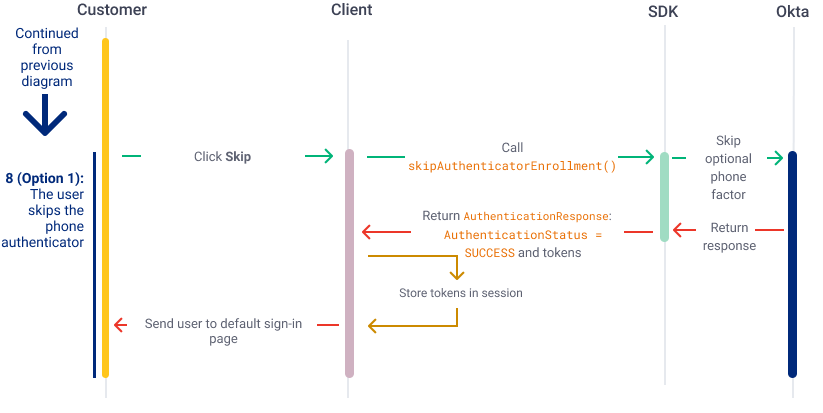 Customer
Client
SDK
Okta
Continued
from
previous
diagram
Click Skip
Call
skipAuthenticatorEnrollment()
Skip
optional
phone
factor
8 (Option 1):
The user
skips the
phone
authenticator
Return AuthenticationResponse:
AuthenticationStatus =
SUCCESS and tokens
Return
response
Store tokens in session
Send user to default sign-in
page